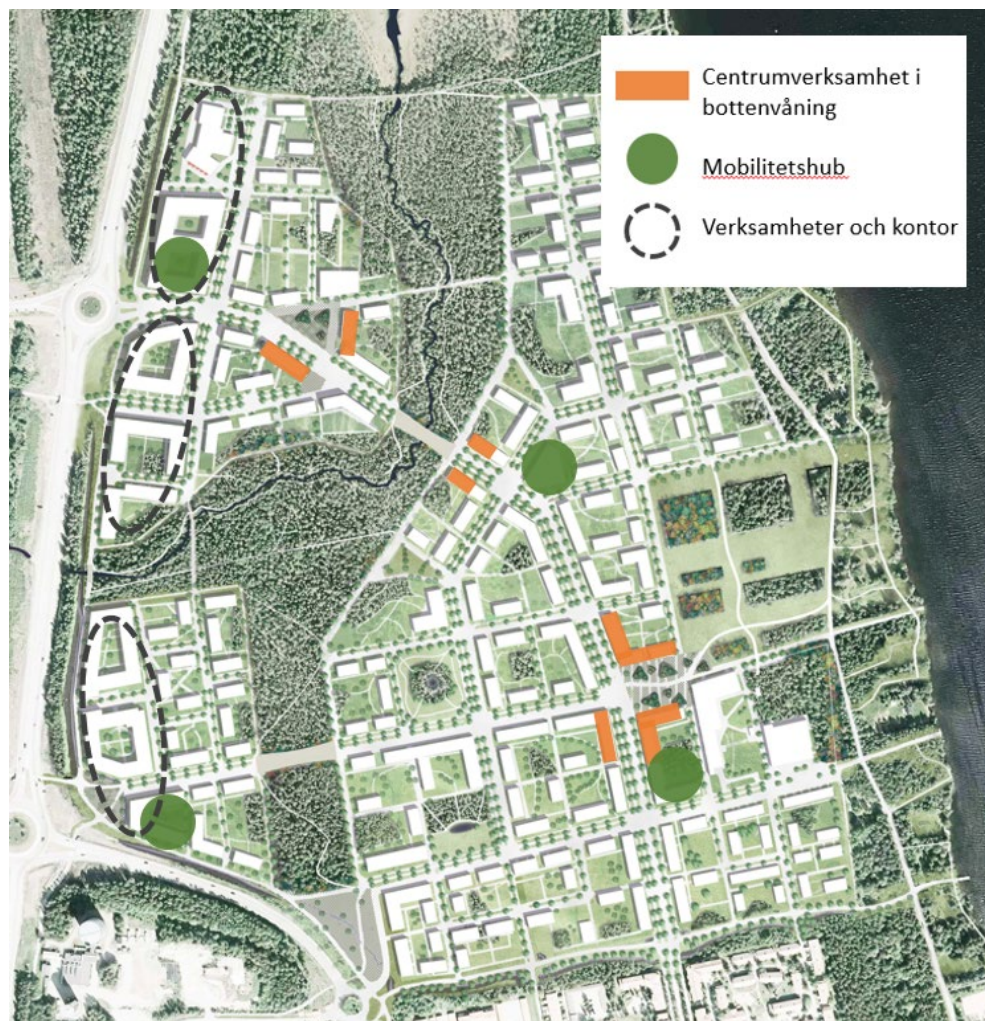 Centrumverksamhet i
bottenvåning
Mobilitetshub
Verksamheter och kontor